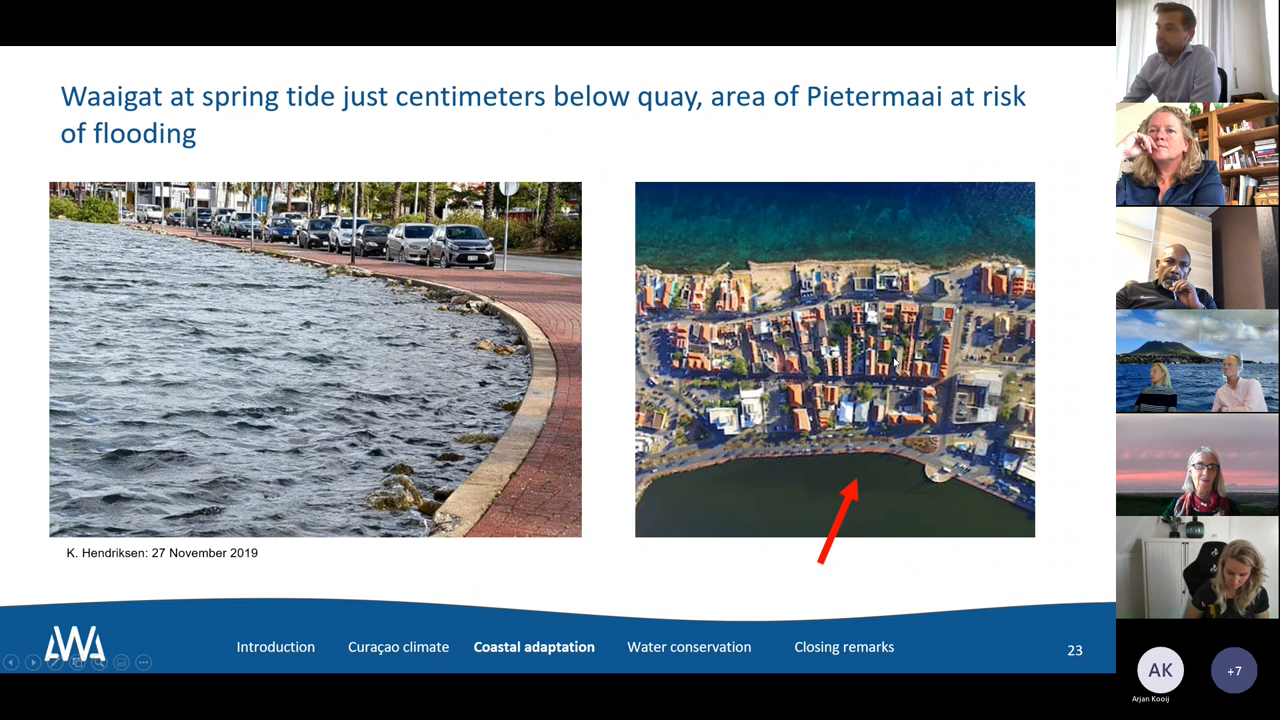 Waaigat at spring tide just centimeters below quay, area of Pietermaai at risk
of flooding
K. Hendriksen: 27 November 2019
AWA
Introduction
Curaçao climate
Coastal adaptation
Water conservation
Closing remarks
23
AK
+7
Arjan Kooij